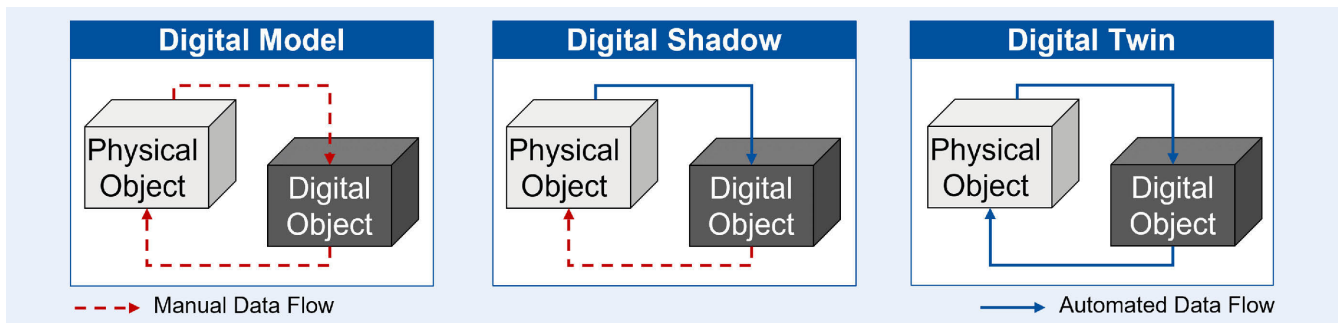 Digital Model
Physical
Object
Digital
Object
Digital Shadow
Physical
Object
Digital
Object
Digital Twin
Physical
Object
Digital
Object
Manual Data Flow
Automated Data Flow